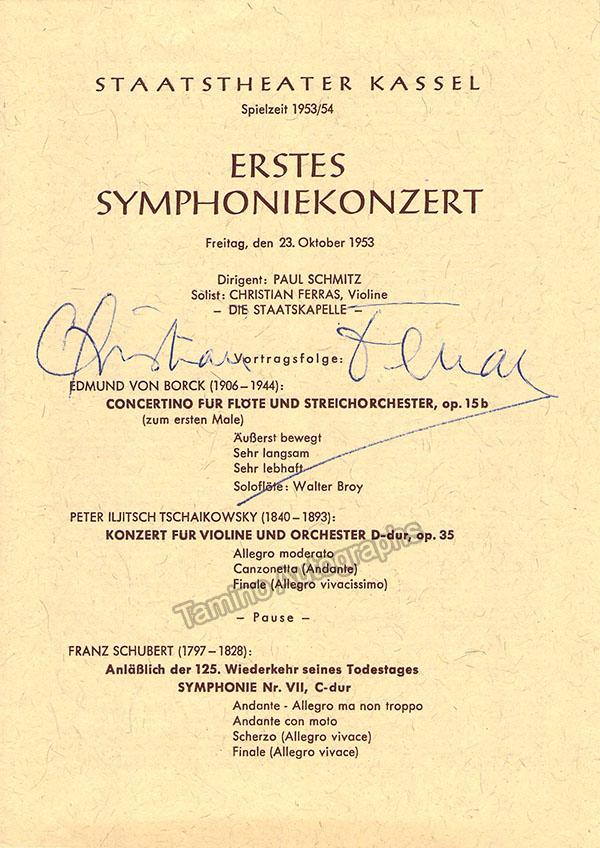 STAATSTHEATER KASSEL
Spielzeit 1953/54
ERSTES
SYMPHONIEKONZERT
Freitag, den 23. Oktober 1953
Dirigent: PAUL SCHMITZ
Solist: CHRISTIAN FERRAS, Violine
– DIE STAATSKAPELLE –
Christian Ferras
Vortragsfolge:
EDMUND VON BORCK (1906–1944):
CONCERTINO FÜR FLÖTE UND STREICHORCHESTER, op. 15 b
(zum ersten Male)
Äußerst bewegt
Sehr langsam
Sehr lebhaft
Soloflöte: Walter Broy
PETER ILJITSCH TSCHAIKOWSKY (1840–1893):
KONZERT FÜR VIOLINE UND ORCHESTER D-dur, op. 35
Allegro moderato
Canzonetta (Andante)
Finale (Allegro vivacissimo)
Tamino Autographs
– Pause –
FRANZ SCHUBERT (1797–1828):
Anläßlich der 125. Wiederkehr seines Todestages
SYMPHONIE Nr. VII, C-dur
Andante - Allegro ma non troppo
Andante con moto
Scherzo (Allegro vivace)
Finale (Allegro vivace)